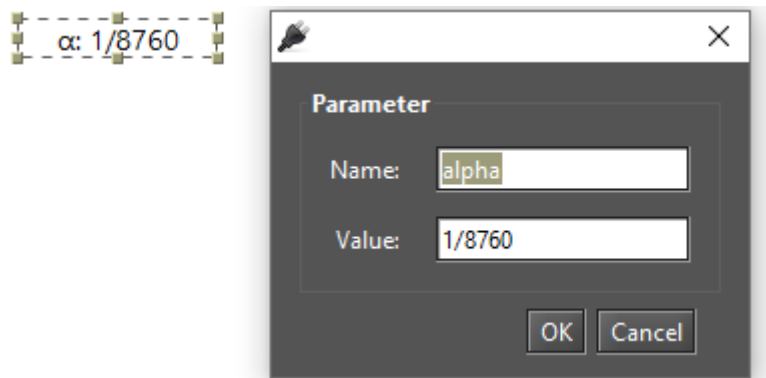 α: 1/8760
Parameter
Name: alpha
Value: 1/8760
OK Cancel